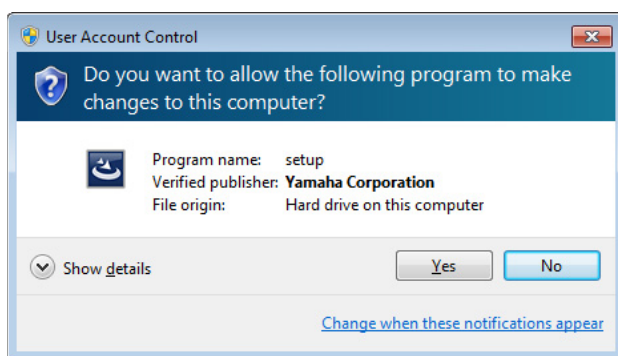 User Account Control
Do you want to allow the following program to make
changes to this computer?
Program name: setup
Verified publisher: Yamaha Corporation
File origin: Hard drive on this computer
Show details
Yes
No
Change when these notifications appear